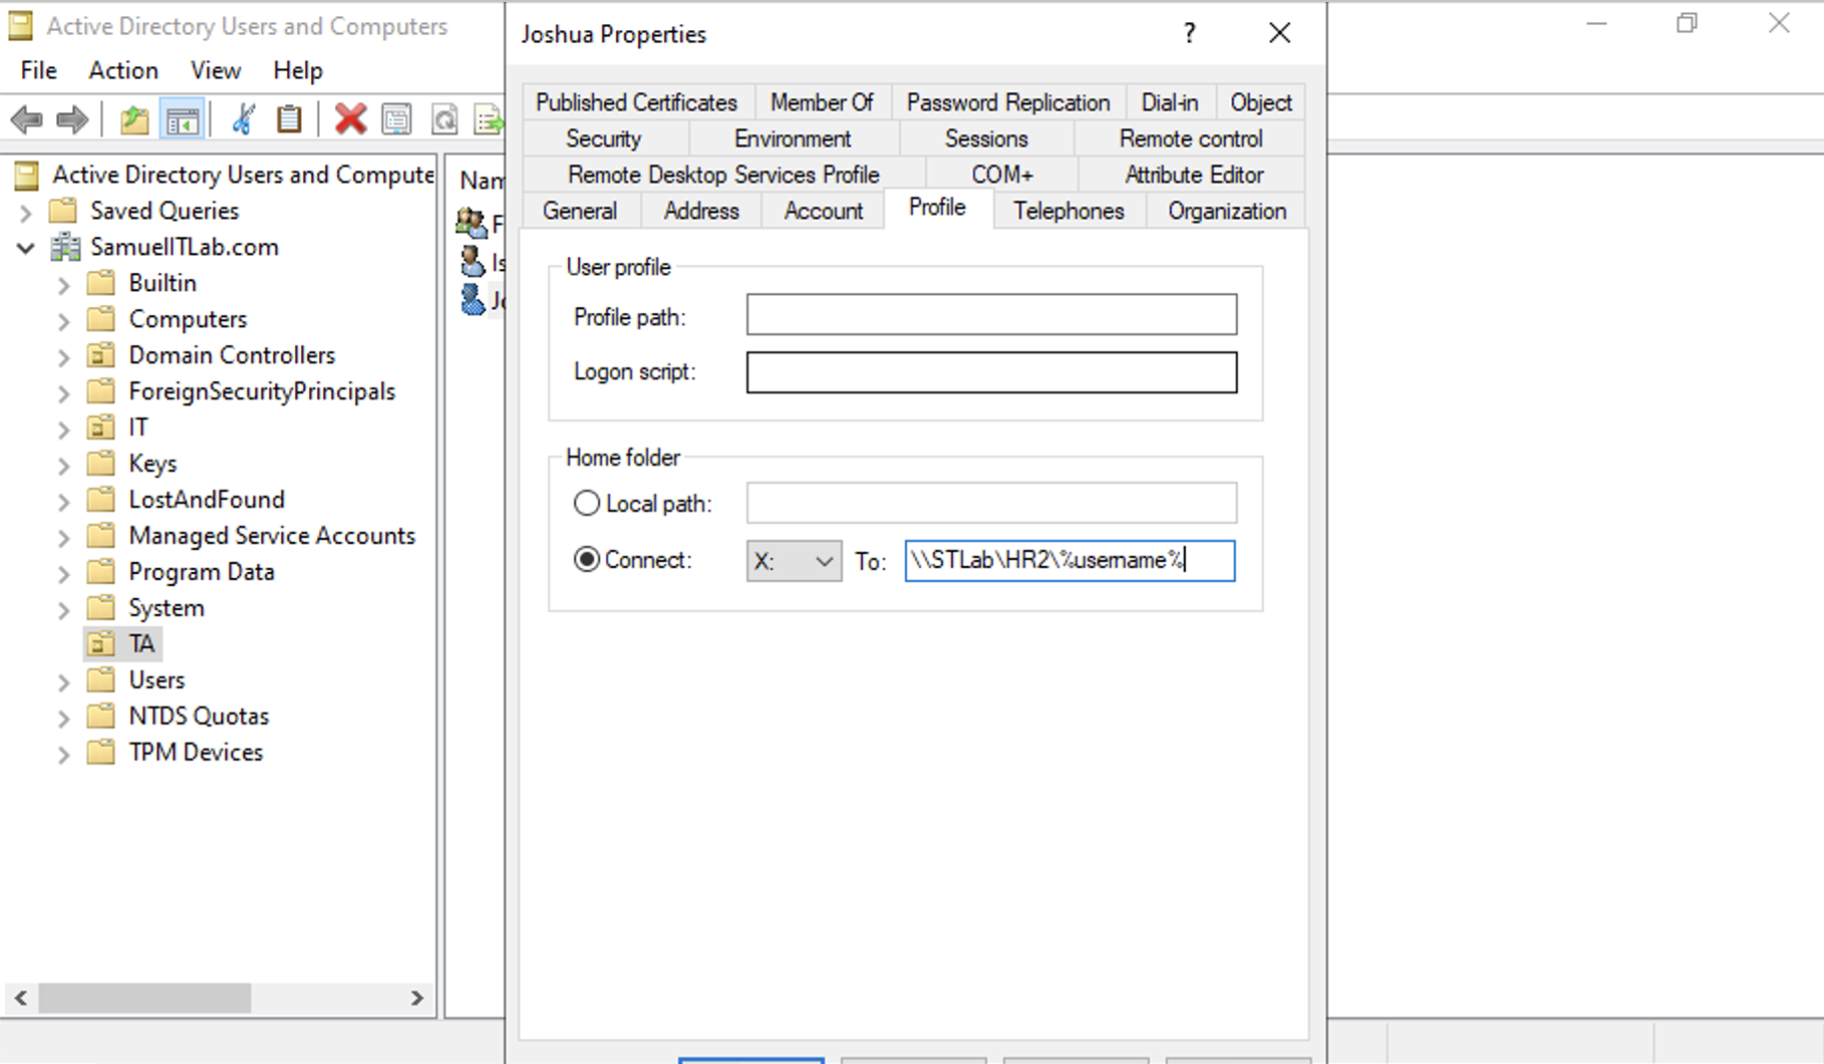 Active Directory Users and Computers
File Action View Help
Active Directory Users and Compute
Saved Queries
SamuelITLab.com
Builtin
Computers
Domain Controllers
ForeignSecurityPrincipals
IT
Keys
LostAndFound
Managed Service Accounts
Program Data
System
TA
Users
NTDS Quotas
TPM Devices
Nam
F
Is
Jo
Joshua Properties ?
Published Certificates Member Of Password Replication Dial-in Object
Security Environment Sessions Remote control
Remote Desktop Services Profile COM+ Attribute Editor
General Address Account Profile Telephones Organization
User profile
Profile path:
Logon script:
Home folder
Local path:
Connect: X: To: \\STLab\HR2\%username%